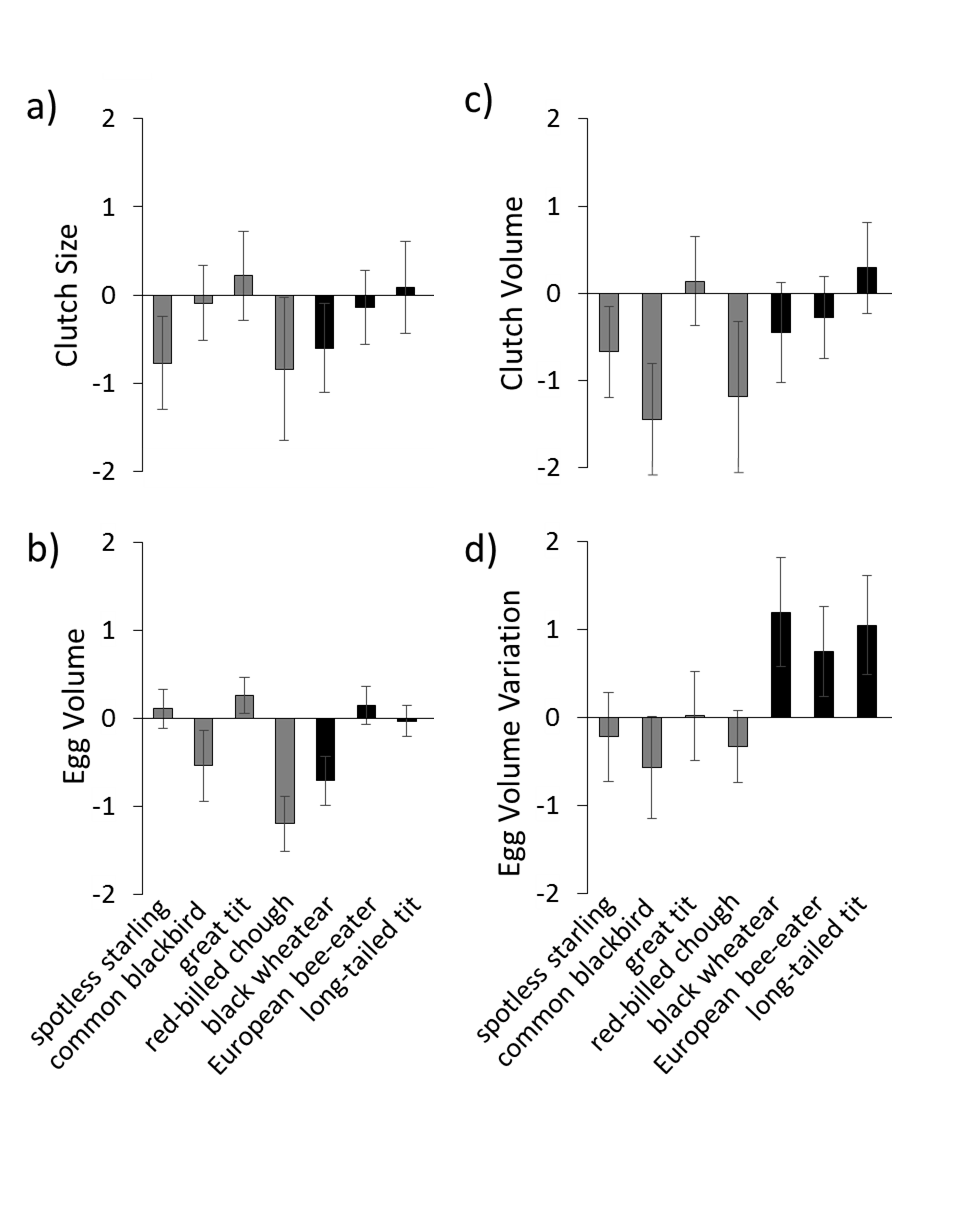 a)
2
1
0
-1
-2
Clutch Size
c)
2
1
0
-1
-2
Clutch Volume
b)
2
1
0
-1
-2
Egg Volume
spotless starling
common blackbird
great tit
red-billed chough
black wheatear
European bee-eater
long-tailed tit
d)
2
1
0
-1
-2
Egg Volume Variation
spotless starling
common blackbird
great tit
red-billed chough
black wheatear
European bee-eater
long-tailed tit